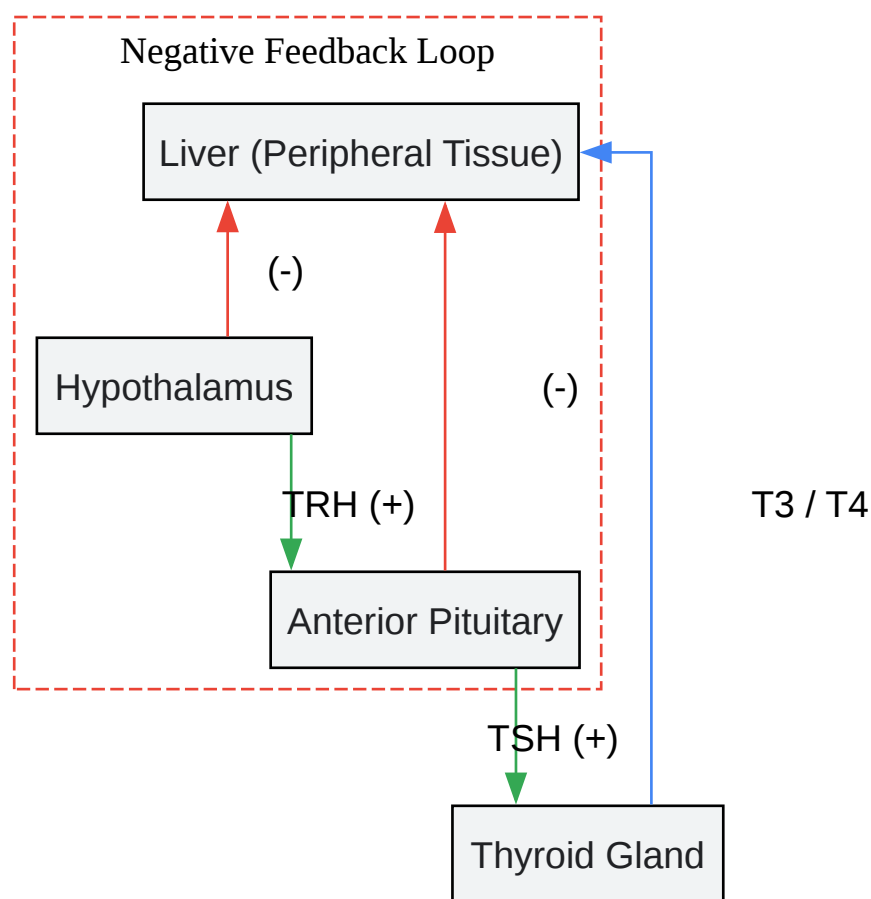 Negative Feedback Loop
Liver (Peripheral Tissue)
(-)
Hypothalamus
(-)
TRH (+)
T3 / T4
Anterior Pituitary
TSH (+)
Thyroid Gland